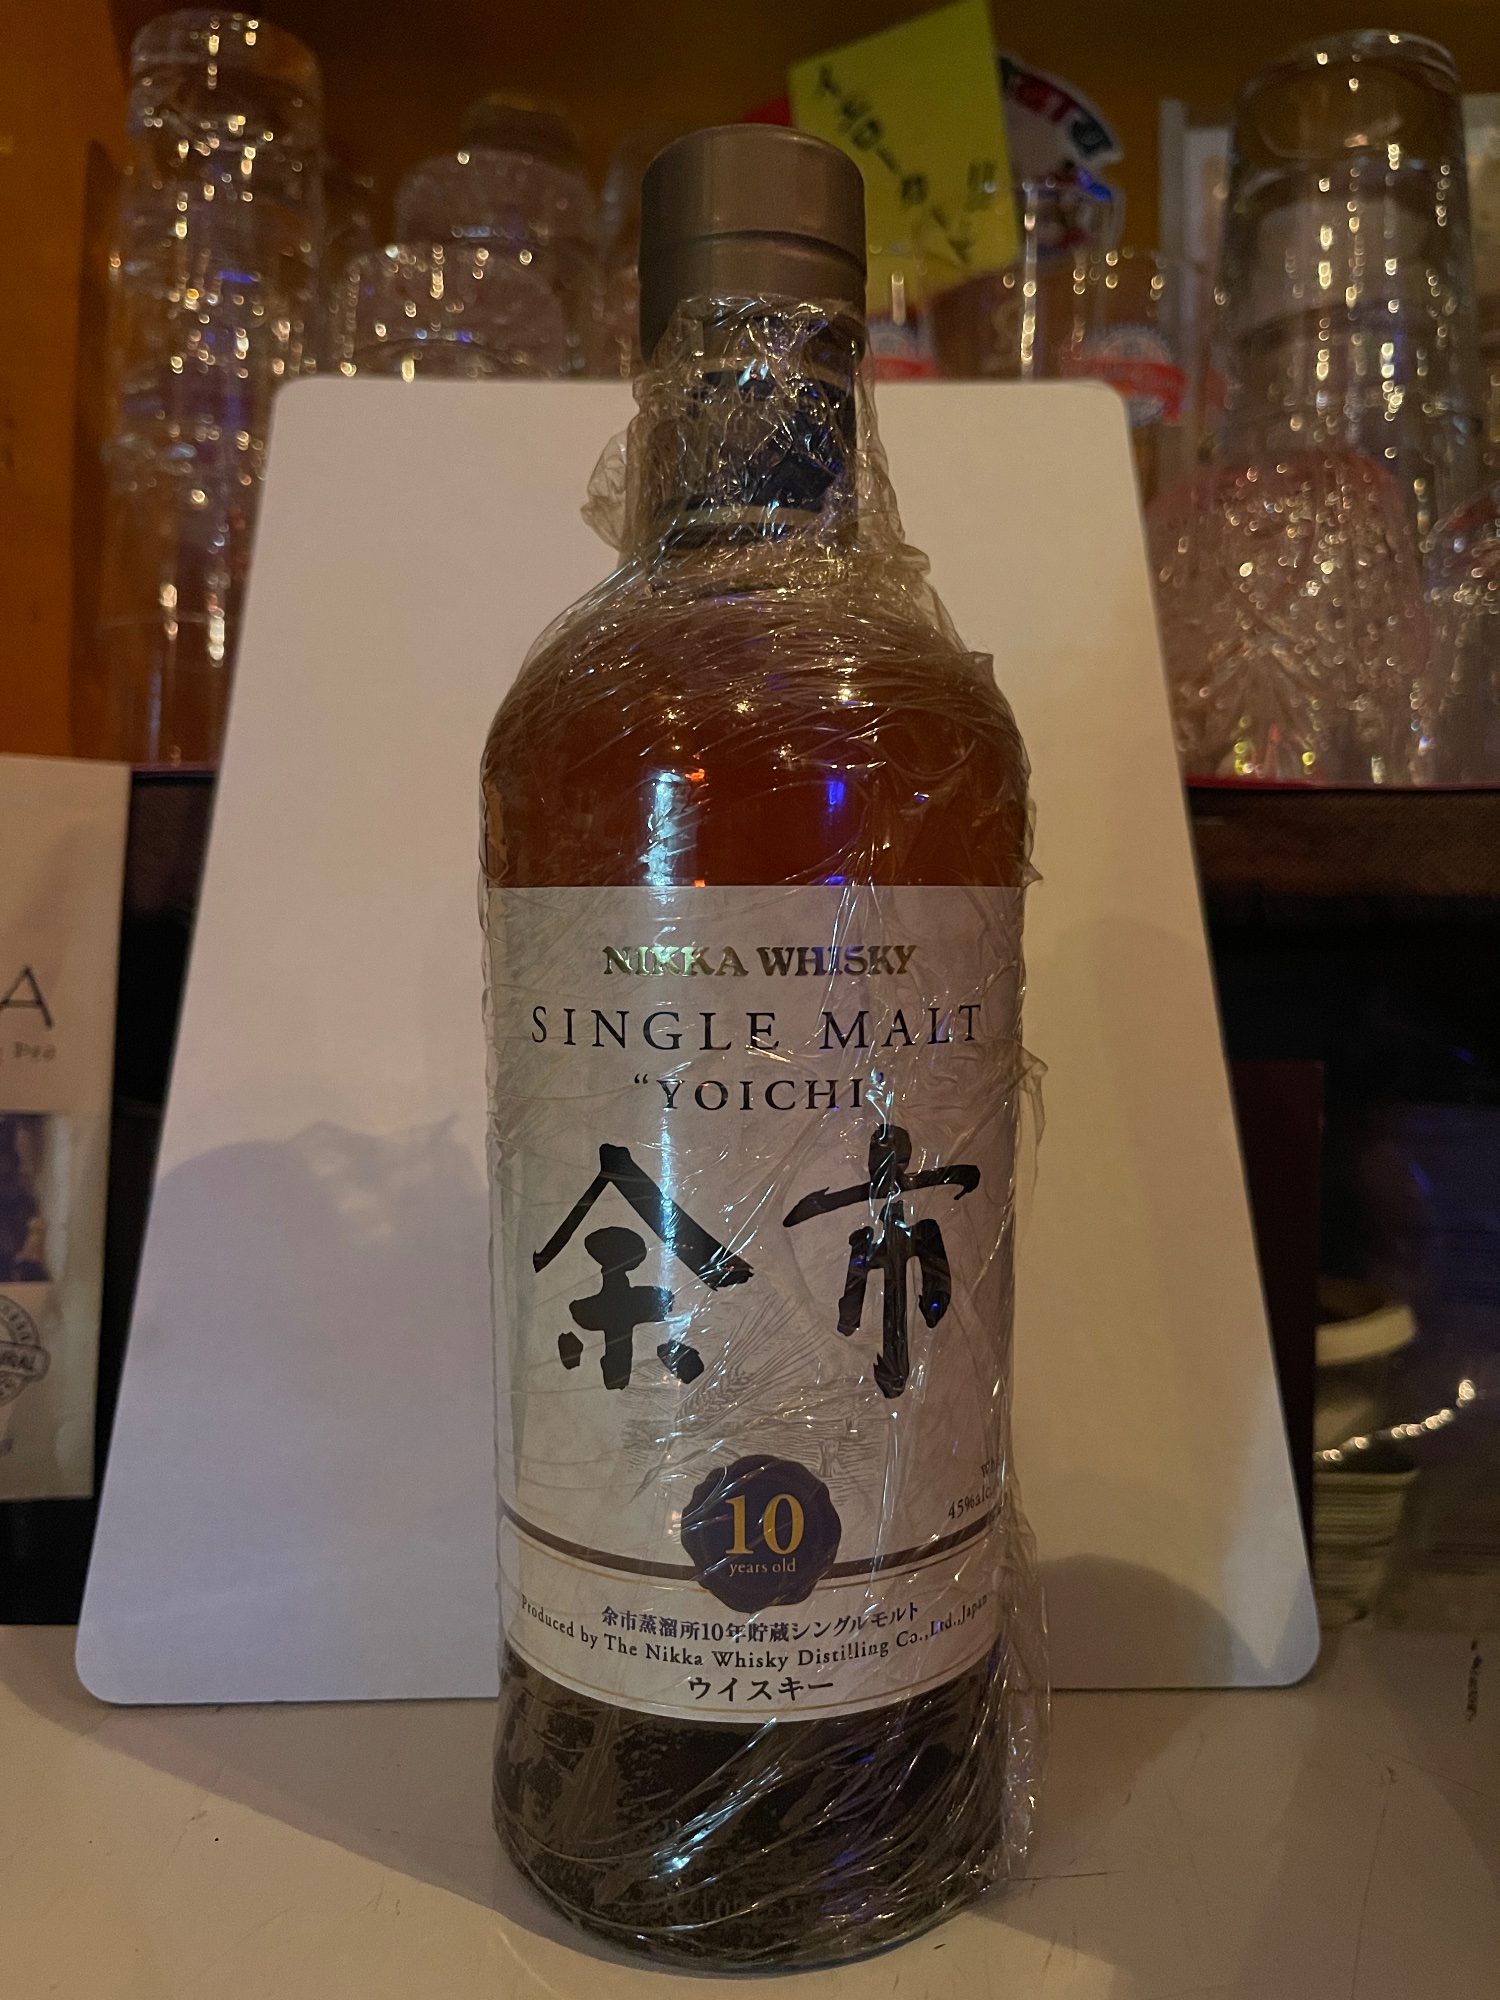 NIKKA WHISKY
SINGLE MALT
"YOICHI"
余市
45%alc
10
years old
余市蒸溜所10年貯蔵シングルモルト
Produced by The Nikka Whisky Distilling Co.,Ltd.,Japan
ウイスキー